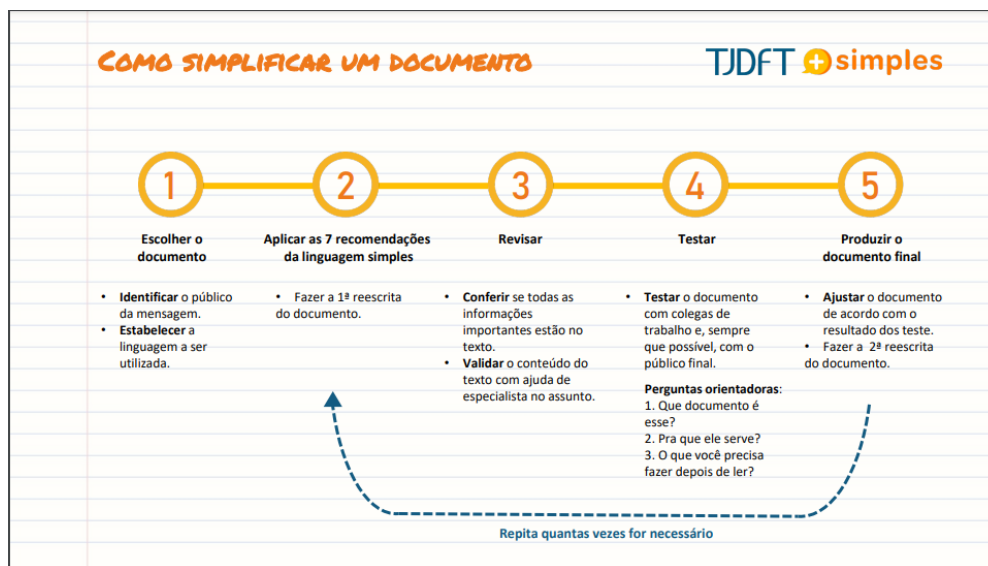 COMO SIMPLIFICAR UM DOCUMENTO
TJDFT + simples
1
2
3
4
5
Escolher o
documento
Aplicar as 7 recomendações
da linguagem simples
Revisar
Testar
Produzir o
documento final
• Identificar o público
da mensagem.
• Estabelecer a
linguagem a ser
utilizada.
• Fazer a 1ª reescrita
do documento.
• Conferir se todas as
informações
importantes estão no
texto.
• Validar o conteúdo do
texto com ajuda de
especialista no assunto.
• Testar o documento
com colegas de
trabalho e, sempre
que possível, com o
público final.
Perguntas orientadoras:
1. Que documento é
esse?
2. Pra que ele serve?
3. O que você precisa
fazer depois de ler?
• Ajustar o documento
de acordo com o
resultado dos teste.
• Fazer a 2ª reescrita
do documento.
Repita quantas vezes for necessário